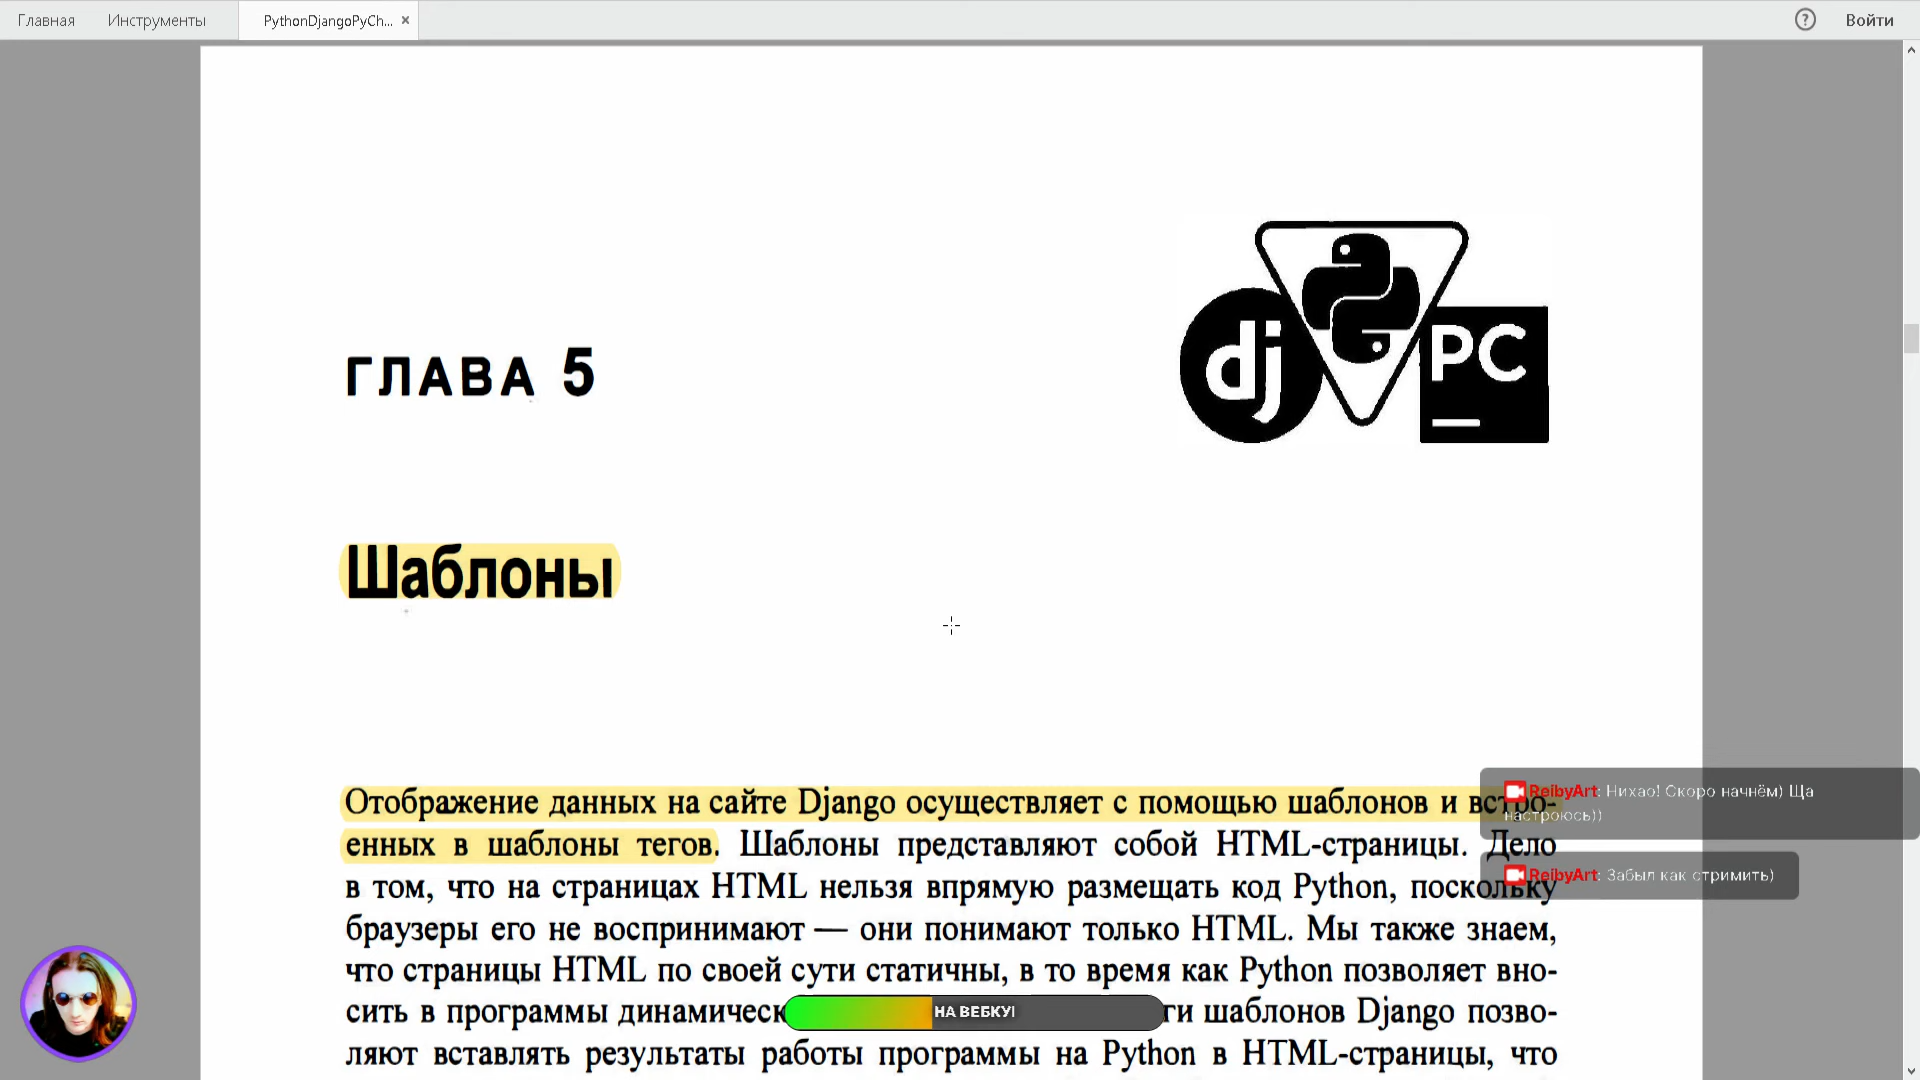 Главная Инструменты PythonDjangoPyCh... × ? Войти
dj PC
ГЛАВА 5
Шаблоны
Отображение данных на сайте Django осуществляет с помощью шаблонов и встро-
енных в шаблоны тегов. Шаблоны представляют собой HTML-страницы. Дело
в том, что на страницах HTML нельзя впрямую размещать код Python, поскольку
браузеры его не воспринимают — они понимают только HTML. Мы также знаем,
что страницы HTML по своей сути статичны, в то время как Python позволяет вно-
сить в программы шаблонов Django позво-
ляют вставлять результаты работы программы на Python в HTML-страницы, что
ReibyArt: Нихао! Скоро начнём) Ща
настроюсь))
ReibyArt: Забыл как стримить)
НА ВЕБКУ!